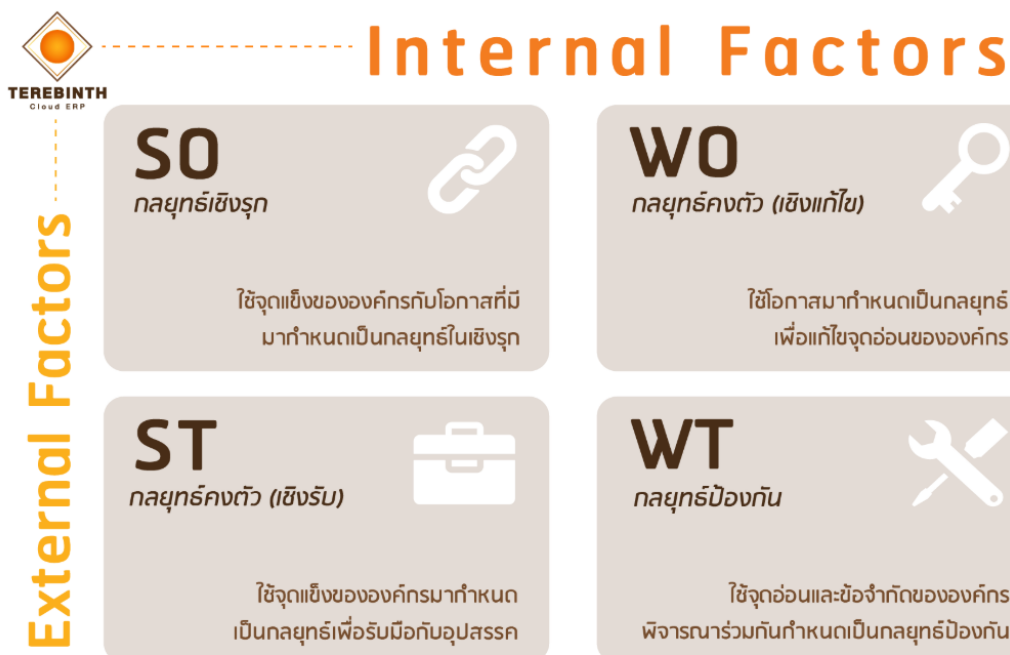 TEREBINTH
Cloud ERP
Internal Factors
External Factors
SO
กลยุทธ์เชิงรุก
ใช้จุดแข็งขององค์กรกับโอกาสที่มี
มากำหนดเป็นกลยุทธ์ในเชิงรุก
WO
กลยุทธ์คงตัว (เชิงแก้ไข)
ใช้โอกาสมากำหนดเป็นกลยุทธ์
เพื่อแก้ไขจุดอ่อนขององค์กร
ST
กลยุทธ์คงตัว (เชิงรับ)
ใช้จุดแข็งขององค์กรมากำหนด
เป็นกลยุทธ์เพื่อรับมือกับอุปสรรค
WT
กลยุทธ์ป้องกัน
ใช้จุดอ่อนและข้อจำกัดขององค์กร
พิจารณาร่วมกันกำหนดเป็นกลยุทธ์ป้องกัน